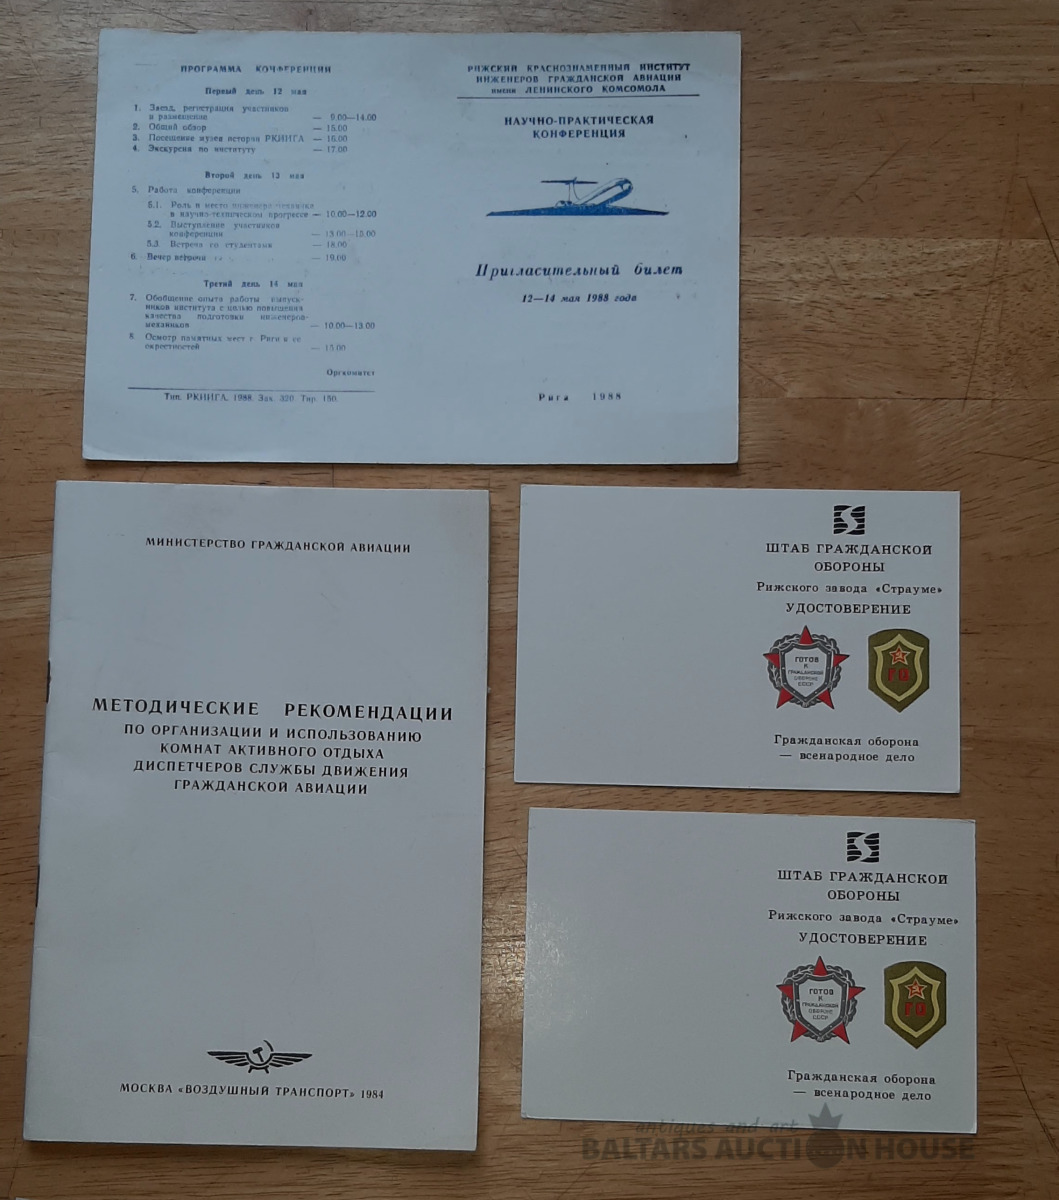 ПРОГРАММА КОНФЕРЕНЦИИ
Первый день 12 мая
1. Заезд, регистрация участников
и размещение — 9.00—14.00
2. Общий обзор — 15.00
3. Посещение музея истории РКИИГА — 16.00
4. Экскурсия по институту — 17.00
Второй день 13 мая
5. Работа конференции
5.1. Роль и место инженера-механика
в научно-техническом прогрессе — 10.00—12.00
5.2. Выступление участников
конференции — 13.00—15.00
5.3. Встреча со студентами — 18.00
6. Вечер встречи — 19.00
Третий день 14 мая
7. Обобщение опыта работы выпуск-
ников института с целью повышения
качества подготовки инженеров-
механиков — 10.00—13.00
8. Осмотр памятных мест г. Риги и ее
окрестностей — 15.00
Оргкомитет
Тип. РКИИГА, 1988. Зак. 320. Тир. 150.
РИЖСКИЙ КРАСНОЗНАМЕННЫЙ ИНСТИТУТ
ИНЖЕНЕРОВ ГРАЖДАНСКОЙ АВИАЦИИ
имени ЛЕНИНСКОГО КОМСОМОЛА
НАУЧНО-ПРАКТИЧЕСКАЯ
КОНФЕРЕНЦИЯ
Пригласительный билет
12—14 мая 1988 года
Рига 1988
МИНИСТЕРСТВО ГРАЖДАНСКОЙ АВИАЦИИ
МЕТОДИЧЕСКИЕ РЕКОМЕНДАЦИИ
ПО ОРГАНИЗАЦИИ И ИСПОЛЬЗОВАНИЮ
КОМНАТ АКТИВНОГО ОТДЫХА
ДИСПЕТЧЕРОВ СЛУЖБЫ ДВИЖЕНИЯ
ГРАЖДАНСКОЙ АВИАЦИИ
МОСКВА «ВОЗДУШНЫЙ ТРАНСПОРТ» 1984
ШТАБ ГРАЖДАНСКОЙ
ОБОРОНЫ
Рижского завода «Страуме»
УДОСТОВЕРЕНИЕ
ГОТОВ
К
ГРАЖДАНСКОЙ
ОБОРОНЕ
СССР
ГО
Гражданская оборона
— всенародное дело
ШТАБ ГРАЖДАНСКОЙ
ОБОРОНЫ
Рижского завода «Страуме»
УДОСТОВЕРЕНИЕ
ГОТОВ
К
ГРАЖДАНСКОЙ
ОБОРОНЕ
СССР
ГО
Гражданская оборона
— всенародное дело
antiques and art
BALTARS AUCTION HOUSE